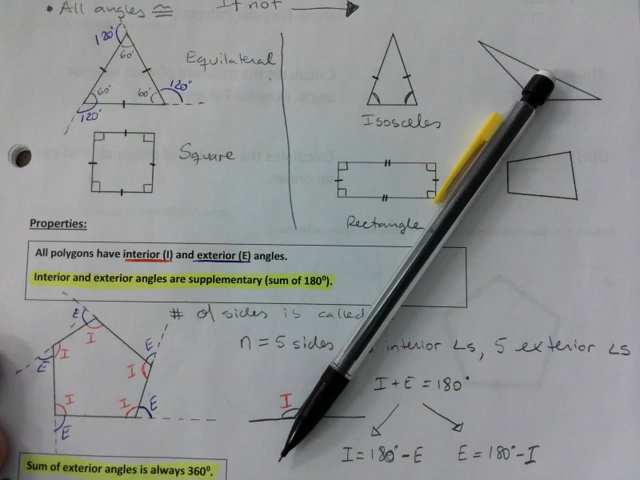 • All angles ≅ If not →
120°
60°
Equilateral
60° 60° 120°
120°
Isosceles
Square
Rectangle
Properties:
All polygons have interior (I) and exterior (E) angles.
Interior and exterior angles are supplementary (sum of 180°).
# of sides is called
n = 5 sides interior ∠s, 5 exterior ∠s
E I
E I I E
I I
E E
I
I + E = 180°
I = 180° - E E = 180° - I
Sum of exterior angles is always 360°.